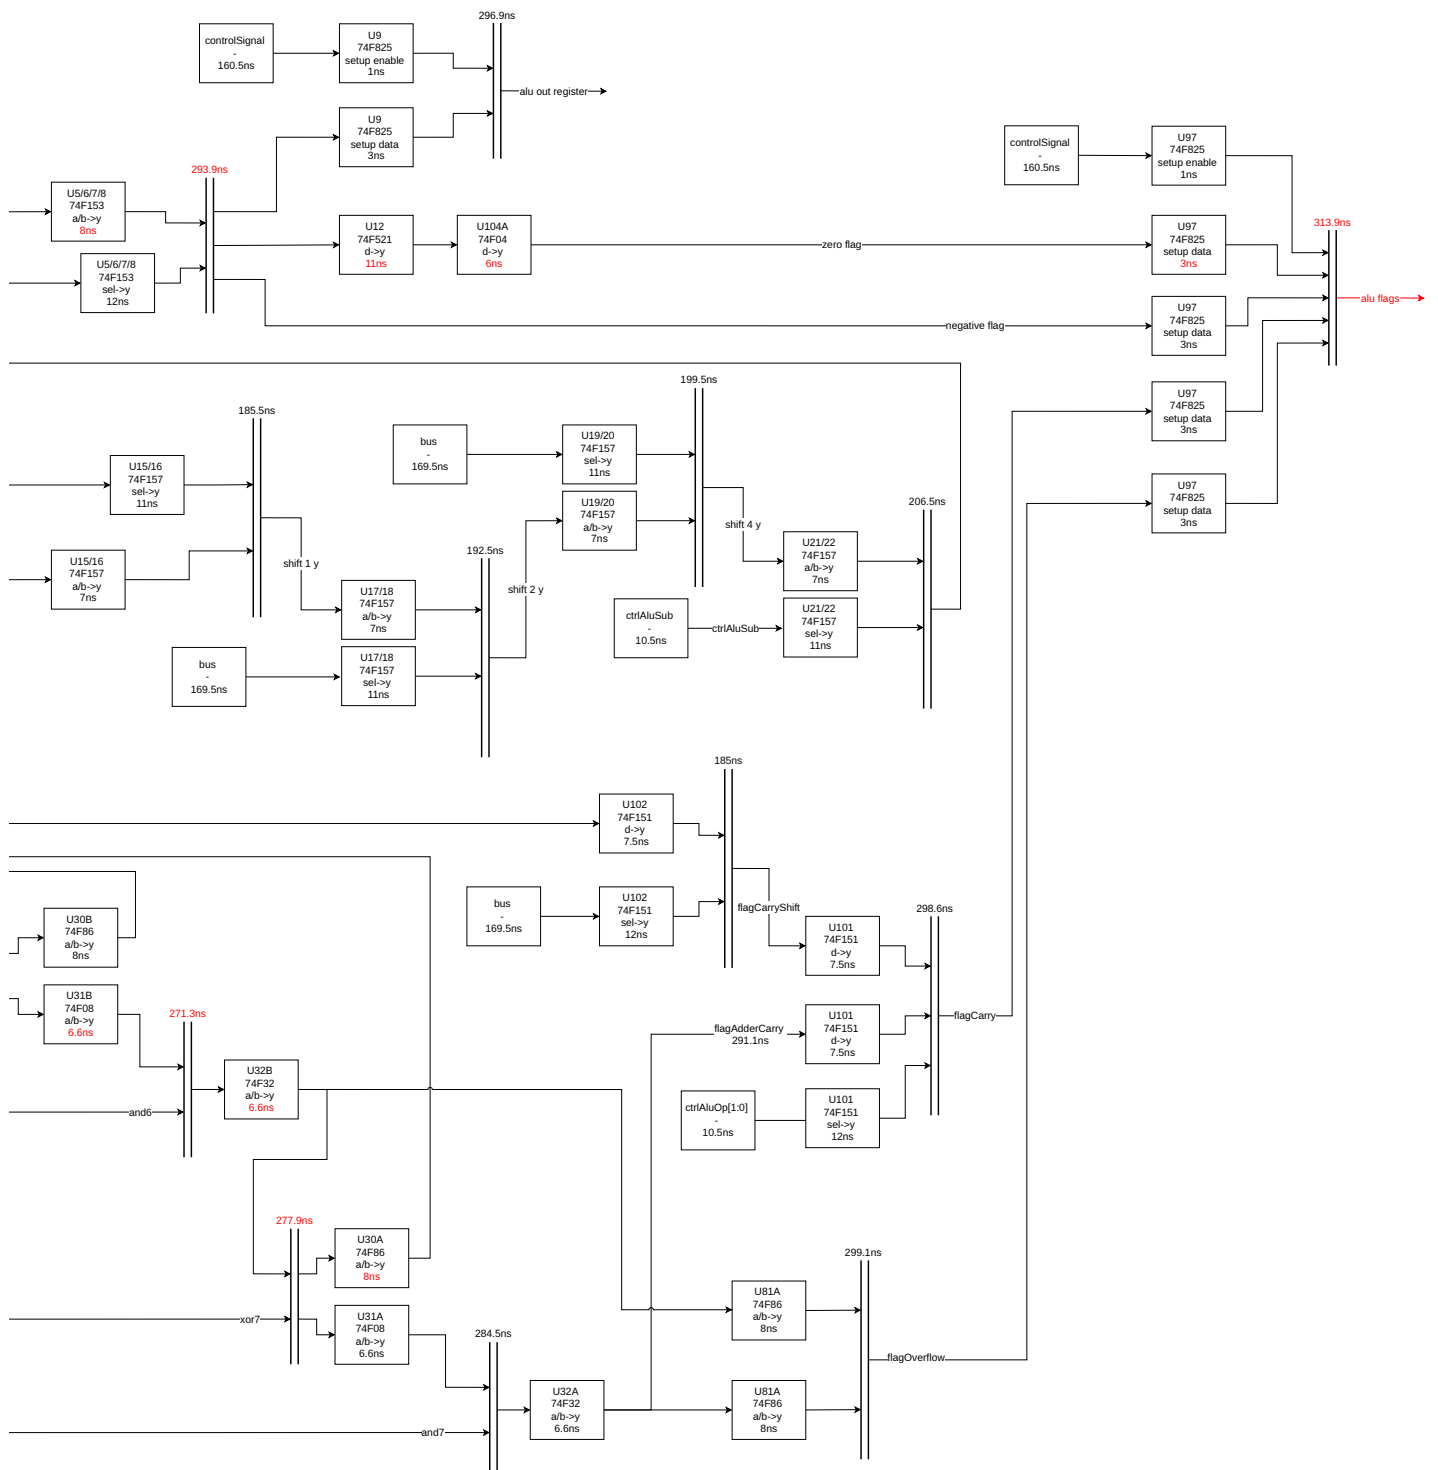 296.9ns
controlSignal
-
160.5ns
U9
74F825
setup enable
1ns
alu out register
U9
74F825
setup data
3ns
controlSignal
-
160.5ns
U97
74F825
setup enable
1ns
293.9ns
U5/6/7/8
74F153
a/b->y
8ns
U12
74F521
d->y
11ns
U104A
74F04
d->y
6ns
zero flag
U97
74F825
setup data
3ns
313.9ns
U5/6/7/8
74F153
sel->y
12ns
alu flags
negative flag
U97
74F825
setup data
3ns
199.5ns
U97
74F825
setup data
3ns
185.5ns
bus
-
169.5ns
U19/20
74F157
sel->y
11ns
U15/16
74F157
sel->y
11ns
U19/20
74F157
a/b->y
7ns
shift 4 y
206.5ns
U97
74F825
setup data
3ns
U15/16
74F157
a/b->y
7ns
shift 1 y
192.5ns
U21/22
74F157
a/b->y
7ns
U17/18
74F157
a/b->y
7ns
shift 2 y
ctrlAluSub
-
10.5ns
ctrlAluSub
U21/22
74F157
sel->y
11ns
bus
-
169.5ns
U17/18
74F157
sel->y
11ns
185ns
U102
74F151
d->y
7.5ns
bus
-
169.5ns
U102
74F151
sel->y
12ns
flagCarryShift
298.6ns
U30B
74F86
a/b->y
8ns
U101
74F151
d->y
7.5ns
U31B
74F08
a/b->y
6.6ns
271.3ns
flagAdderCarry
291.1ns
U101
74F151
d->y
7.5ns
flagCarry
U32B
74F32
a/b->y
6.6ns
and6
ctrlAluOp[1:0]
-
10.5ns
U101
74F151
sel->y
12ns
277.9ns
U30A
74F86
a/b->y
8ns
299.1ns
xor7
U31A
74F08
a/b->y
6.6ns
284.5ns
U81A
74F86
a/b->y
8ns
flagOverflow
and7
U32A
74F32
a/b->y
6.6ns
U81A
74F86
a/b->y
8ns